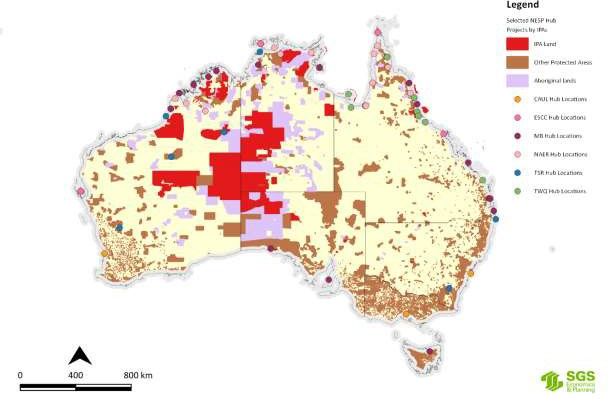 Legend
Selected NESP Hub
Projects by IPAs
IPA Land
Other Protected Areas
Aboriginal lands
CAUL Hub Locations
ESCC Hub Locations
MB Hub Locations
NAER Hub Locations
TSR Hub Locations
TWQ Hub Locations
0 400 800 km
SGS
Economics
& Planning